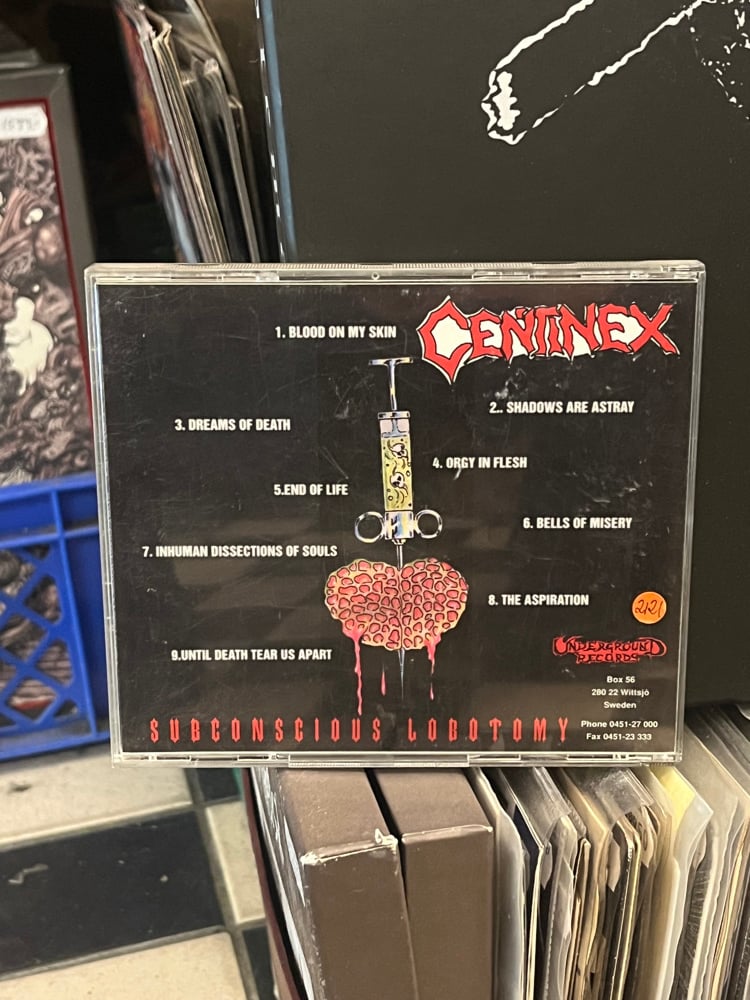 1. BLOOD ON MY SKIN
CENTINEX
2.. SHADOWS ARE ASTRAY
3. DREAMS OF DEATH
4. ORGY IN FLESH
5.END OF LIFE
6. BELLS OF MISERY
7. INHUMAN DISSECTIONS OF SOULS
8. THE ASPIRATION
2121
UNDERGROUND
RECORDS
9.UNTIL DEATH TEAR US APART
Box 56
280 22 Wittsjö
Sweden
Phone 0451-27 000
Fax 0451-23 333
SUBCONSCIOUS LOBOTOMY